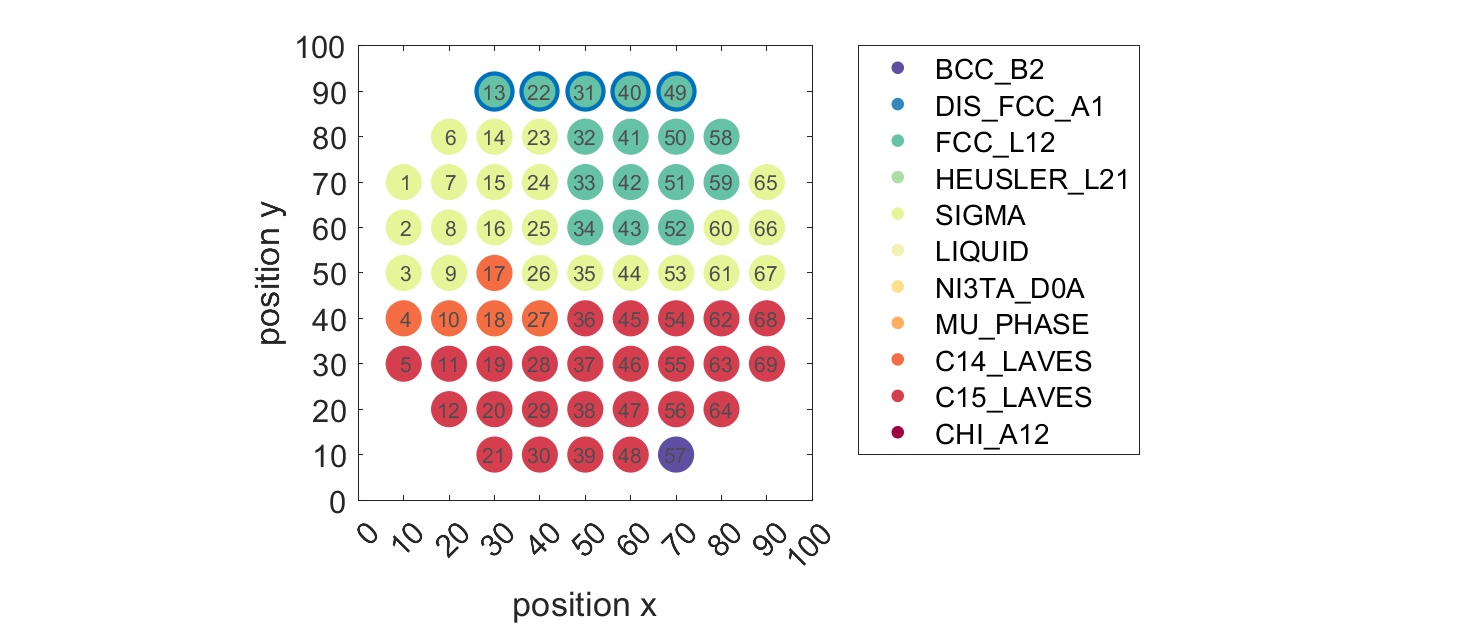 100
90
80
70
60
50
40
30
20
10
0
position y
13 22 31 40 49
6 14 23 32 41 50 58
1 7 15 24 33 42 51 59 65
2 8 16 25 34 43 52 60 66
3 9 17 26 35 44 53 61 67
4 10 18 27 36 45 54 62 68
5 11 19 28 37 46 55 63 69
12 20 29 38 47 56 64
21 30 39 48 57
0 10 20 30 40 50 60 70 80 90 100
position x
BCC_B2
DIS_FCC_A1
FCC_L12
HEUSLER_L21
SIGMA
LIQUID
NI3TA_D0A
MU_PHASE
C14_LAVES
C15_LAVES
CHI_A12